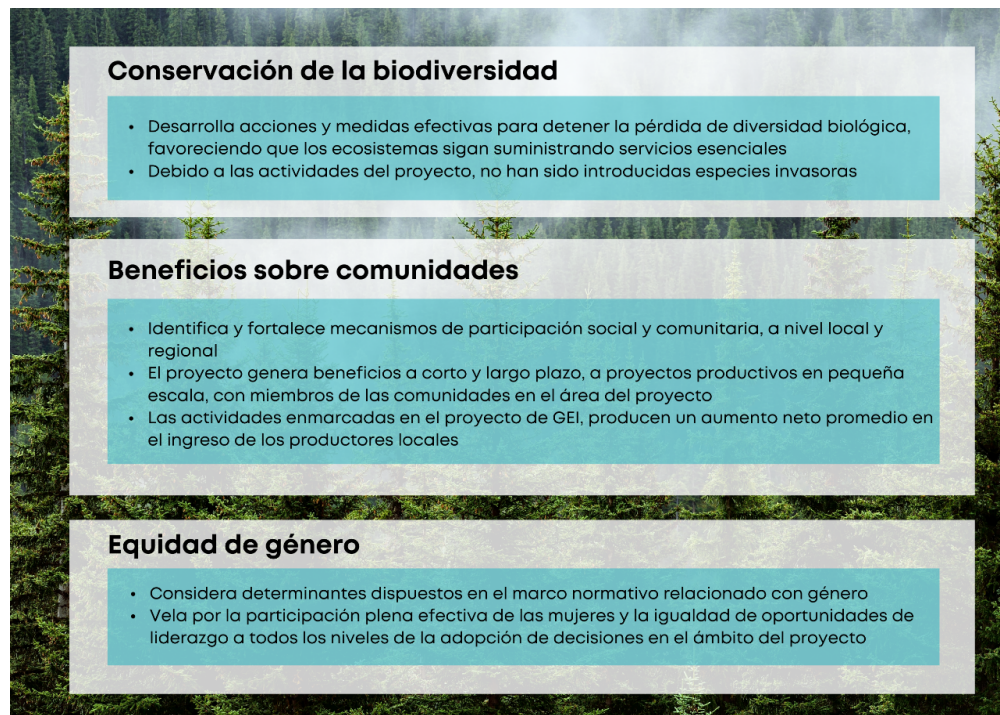 Conservación de la biodiversidad
• Desarrolla acciones y medidas efectivas para detener la pérdida de diversidad biológica,
favoreciendo que los ecosistemas sigan suministrando servicios esenciales
• Debido a las actividades del proyecto, no han sido introducidas especies invasoras
Beneficios sobre comunidades
• Identifica y fortalece mecanismos de participación social y comunitaria, a nivel local y
regional
• El proyecto genera beneficios a corto y largo plazo, a proyectos productivos en pequeña
escala, con miembros de las comunidades en el área del proyecto
• Las actividades enmarcadas en el proyecto de GEI, producen un aumento neto promedio en
el ingreso de los productores locales
Equidad de género
• Considera determinantes dispuestos en el marco normativo relacionado con género
• Vela por la participación plena efectiva de las mujeres y la igualdad de oportunidades de
liderazgo a todos los niveles de la adopción de decisiones en el ámbito del proyecto